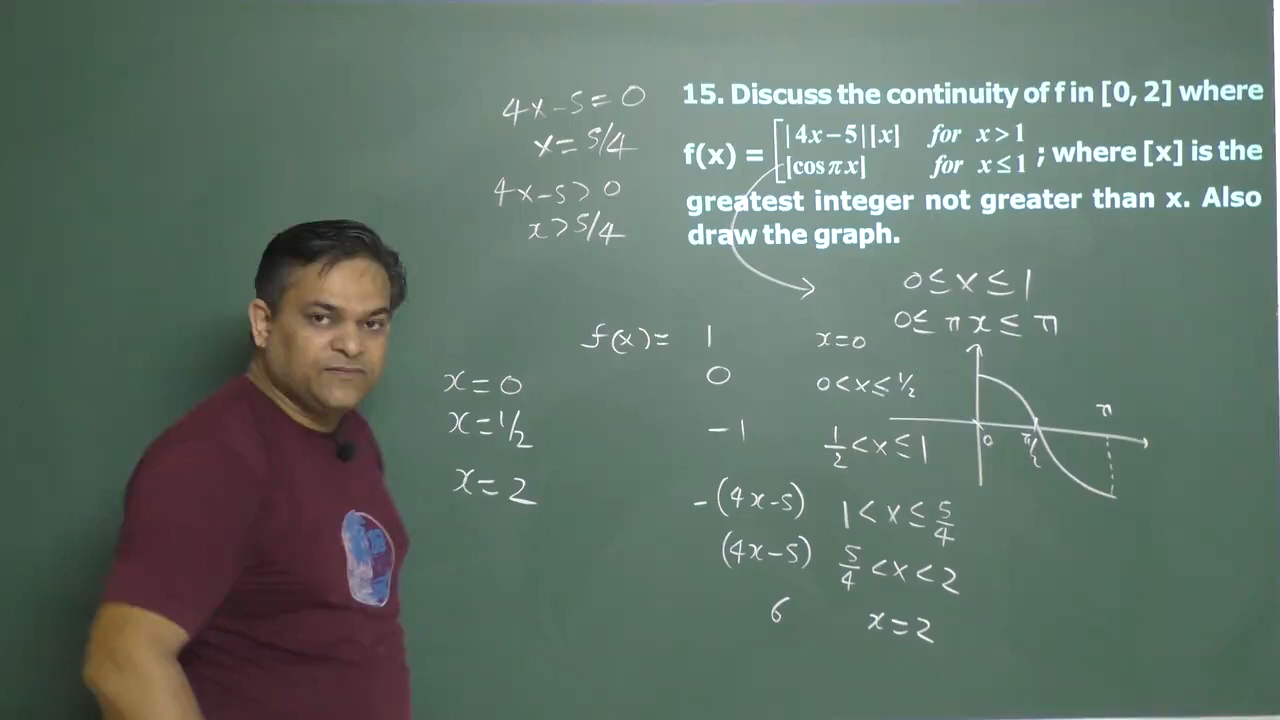 15. Discuss the continuity of f in [0, 2] where
f(x) = [ |4x – 5|[x] for x > 1
[cos π x] for x ≤ 1 ; where [x] is the
greatest integer not greater than x. Also
draw the graph.
4x-5 = 0
x = 5/4
4x-5 > 0
x > 5/4
0 ≤ x ≤ 1
0 ≤ πx ≤ π
f(x) = 1 x=0
0 0 < x ≤ 1/2
-1 1/2 < x ≤ 1
-(4x-5) 1 < x ≤ 5/4
(4x-5) 5/4 < x < 2
6 x = 2
x = 0
x = 1/2
x = 2
0
π/2
π